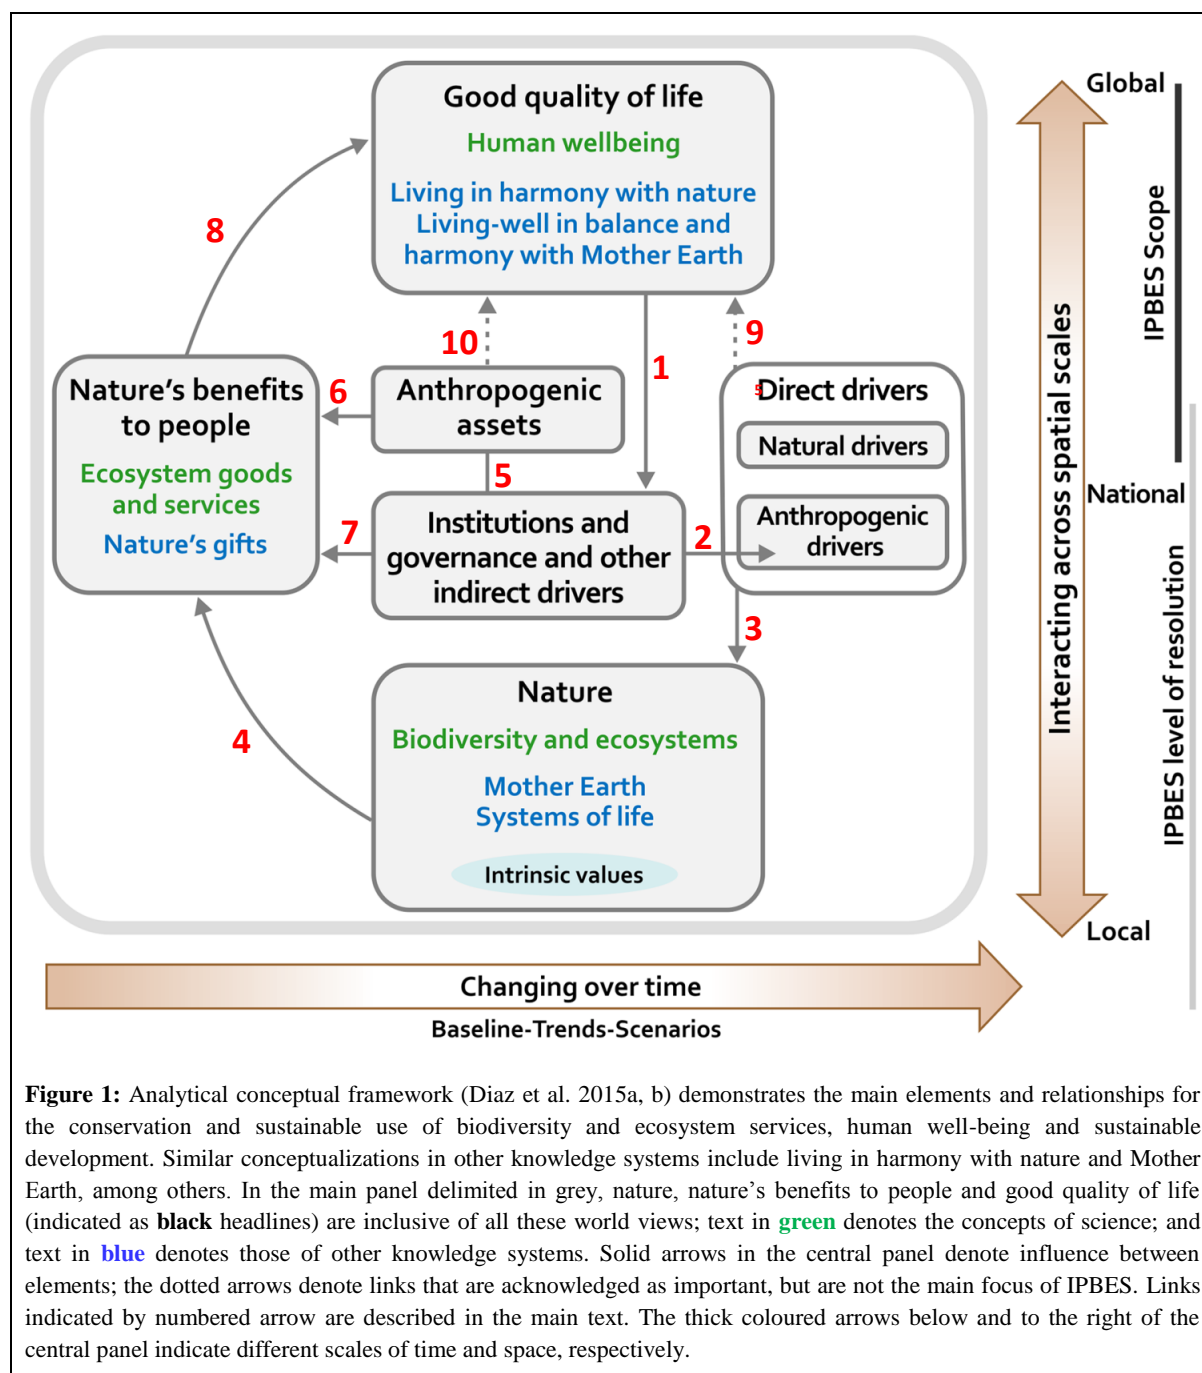 Good quality of life
Human wellbeing
Living in harmony with nature
Living-well in balance and
harmony with Mother Earth
8
10
1
9
Nature's benefits
to people
Ecosystem goods
and services
Nature's gifts
6
Anthropogenic
assets
5
7
Institutions and
governance and other
indirect drivers
2
5
Direct drivers
Natural drivers
Anthropogenic
drivers
3
4
Nature
Biodiversity and ecosystems
Mother Earth
Systems of life
Intrinsic values
Interacting across spatial scales
Global
National
Local
IPBES Scope
IPBES level of resolution
Changing over time
Baseline-Trends-Scenarios
Figure 1: Analytical conceptual framework (Diaz et al. 2015a, b) demonstrates the main elements and relationships for
the conservation and sustainable use of biodiversity and ecosystem services, human well-being and sustainable
development. Similar conceptualizations in other knowledge systems include living in harmony with nature and Mother
Earth, among others. In the main panel delimited in grey, nature, nature's benefits to people and good quality of life
(indicated as black headlines) are inclusive of all these world views; text in green denotes the concepts of science; and
text in blue denotes those of other knowledge systems. Solid arrows in the central panel denote influence between
elements; the dotted arrows denote links that are acknowledged as important, but are not the main focus of IPBES. Links
indicated by numbered arrow are described in the main text. The thick coloured arrows below and to the right of the
central panel indicate different scales of time and space, respectively.